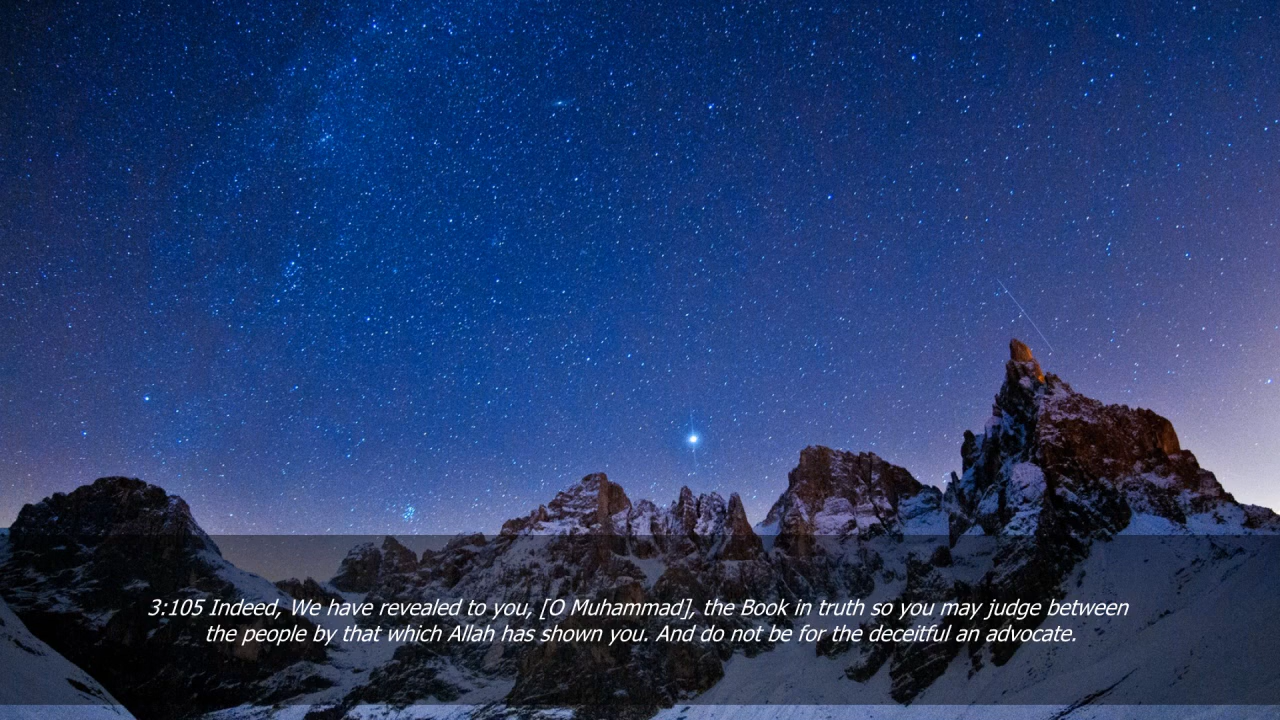 3:105 Indeed, We have revealed to you, [O Muhammad], the Book in truth so you may judge between
the people by that which Allah has shown you. And do not be for the deceitful an advocate.